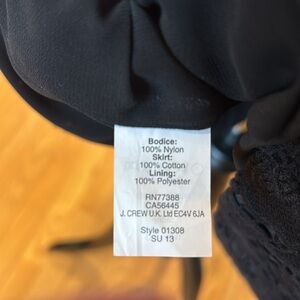 Bodice:
100% Nylon
Skirt:
100% Cotton
Lining:
100% Polyester
RN77388
CA56445
J. CREW U.K. Ltd EC4V 6JA
Style 01308
SU 13